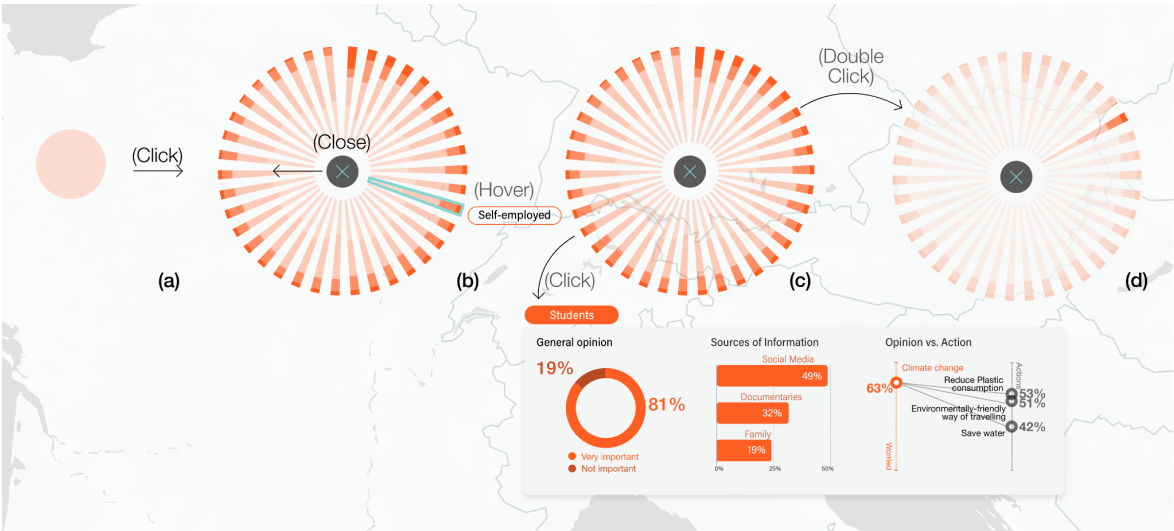 (Click)
(Close)
(Hover)
Self-employed
(Double
Click)
(a)
(b)
(c)
(d)
(Click)
Students
General opinion
19%
81%
Very important
Not important
Sources of Information
Social Media
49%
Documentaries
32%
Family
19%
0%
25%
50%
Opinion vs. Action
Climate change
63%
Worried
Actions
Reduce Plastic
consumption
53%
51%
Environmentally-friendly
way of travelling
42%
Save water